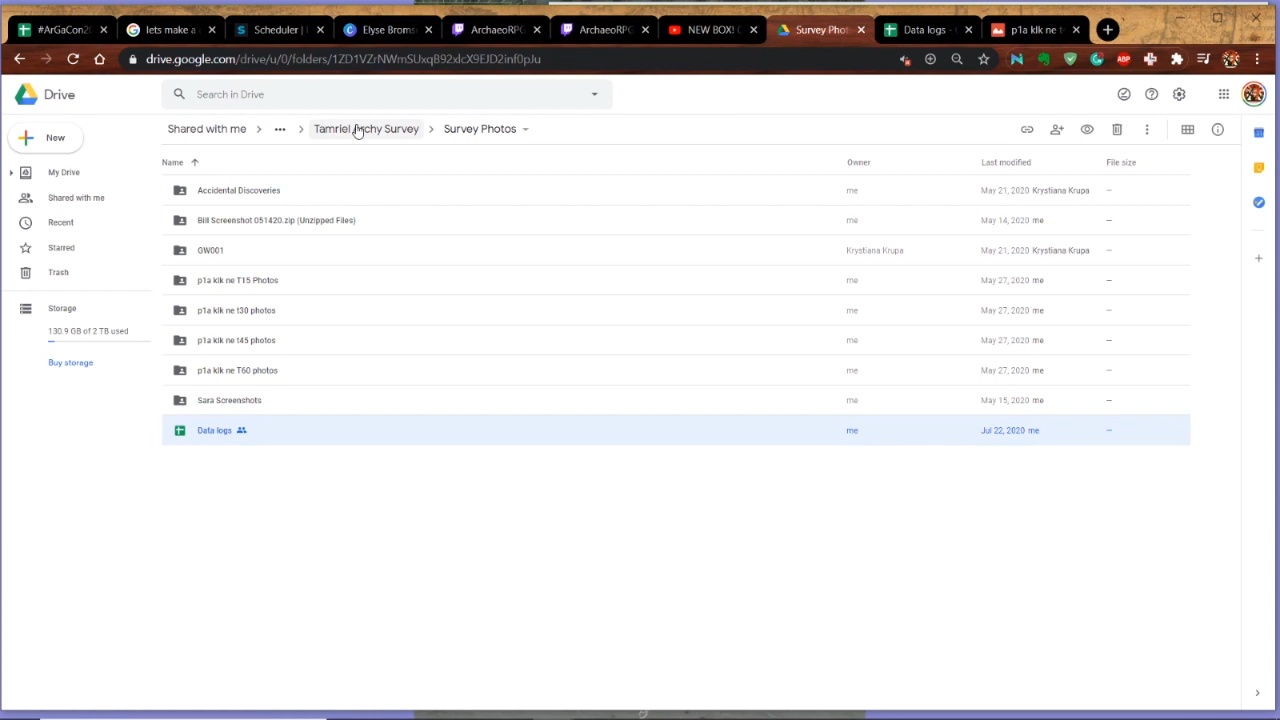 #ArGaCon2
lets make a
Scheduler |
Elyse Broms
ArchaeoRPG
ArchaeoRPG
NEW BOX!
Survey Phot
Data logs -
p1a klk ne t
drive.google.com/drive/u/0/folders/1ZD1VZrNWmSUxqB92xlcX9EJD2inf0pJu
ABP
Drive
Search in Drive
New
Shared with me > ••• > Tamriel Archy Survey > Survey Photos
Name
Owner
Last modified
File size
My Drive
Shared with me
Recent
Starred
Trash
Storage
130.9 GB of 2 TB used
Buy storage
Accidental Discoveries me May 21, 2020 Krystiana Krupa –
Bill Screenshot 051420.zip (Unzipped Files) me May 14, 2020 me –
GW001 Krystiana Krupa May 21, 2020 Krystiana Krupa –
p1a klk ne T15 Photos me May 27, 2020 me –
p1a klk ne t30 photos me May 27, 2020 me –
p1a klk ne t45 photos me May 27, 2020 me –
p1a klk ne T60 photos me May 27, 2020 me –
Sara Screenshots me May 15, 2020 me –
Data logs me Jul 22, 2020 me –